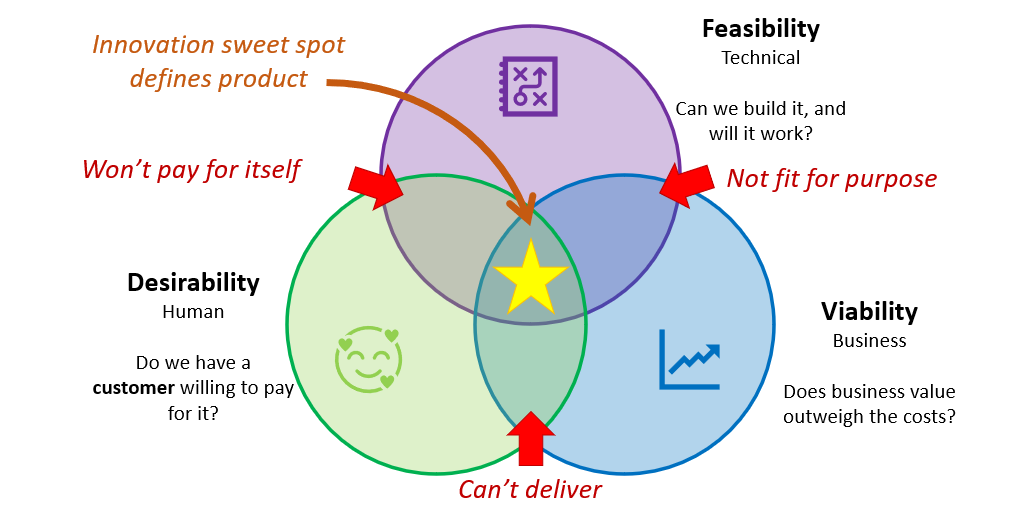 Innovation sweet spot
defines product
Feasibility
Technical
Can we build it, and
will it work?
Won’t pay for itself
Not fit for purpose
Desirability
Human
Do we have a
customer willing to pay
for it?
Viability
Business
Does business value
outweigh the costs?
Can’t deliver